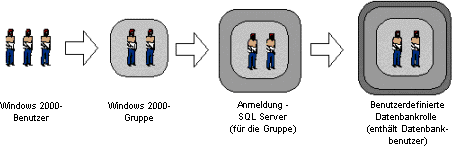 Windows 2000-
Benutzer
Windows 2000-
Gruppe
Anmeldung -
SQL Server
(für die Gruppe)
Benutzerdefinierte
Datenbankrolle
(enthält Datenbank-
benutzer)